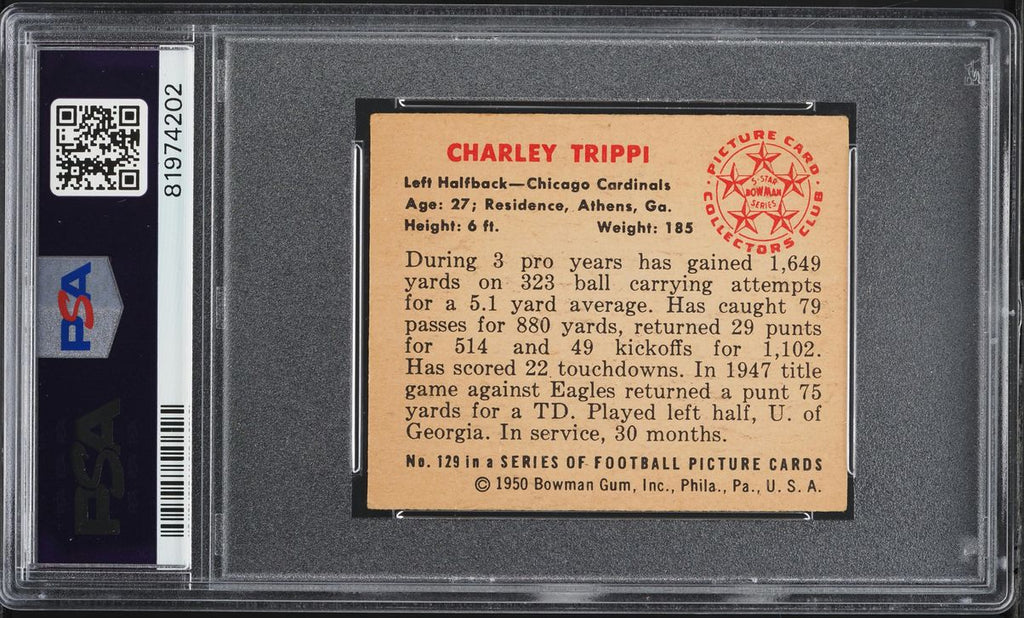 81974202
PSA
PSA
CHARLEY TRIPPI
Left Halfback—Chicago Cardinals
Age: 27; Residence, Athens, Ga.
Height: 6 ft. Weight: 185
PICTURE CARD
COLLECTORS CLUB
5-STAR
BOWMAN
SERIES
During 3 pro years has gained 1,649
yards on 323 ball carrying attempts
for a 5.1 yard average. Has caught 79
passes for 880 yards, returned 29 punts
for 514 and 49 kickoffs for 1,102.
Has scored 22 touchdowns. In 1947 title
game against Eagles returned a punt 75
yards for a TD. Played left half, U. of
Georgia. In service, 30 months.
No. 129 in a SERIES OF FOOTBALL PICTURE CARDS
© 1950 Bowman Gum, Inc., Phila., Pa., U. S. A.